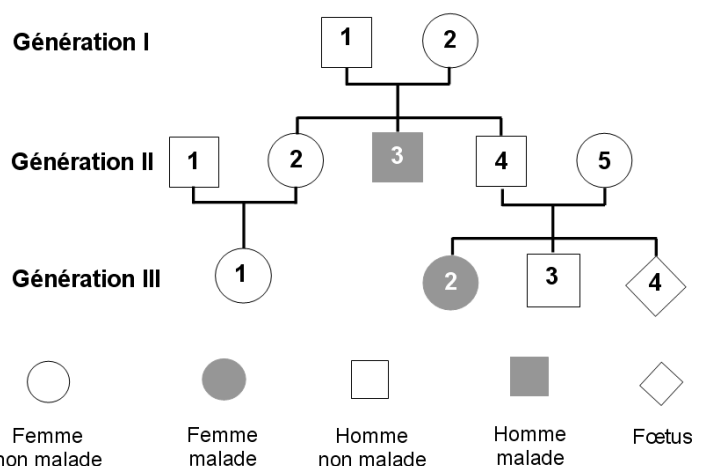 Génération I
1
2
Génération II
1
2
3
4
5
Génération III
1
2
3
4
Femme
non malade
Femme
malade
Homme
non malade
Homme
malade
Fœtus